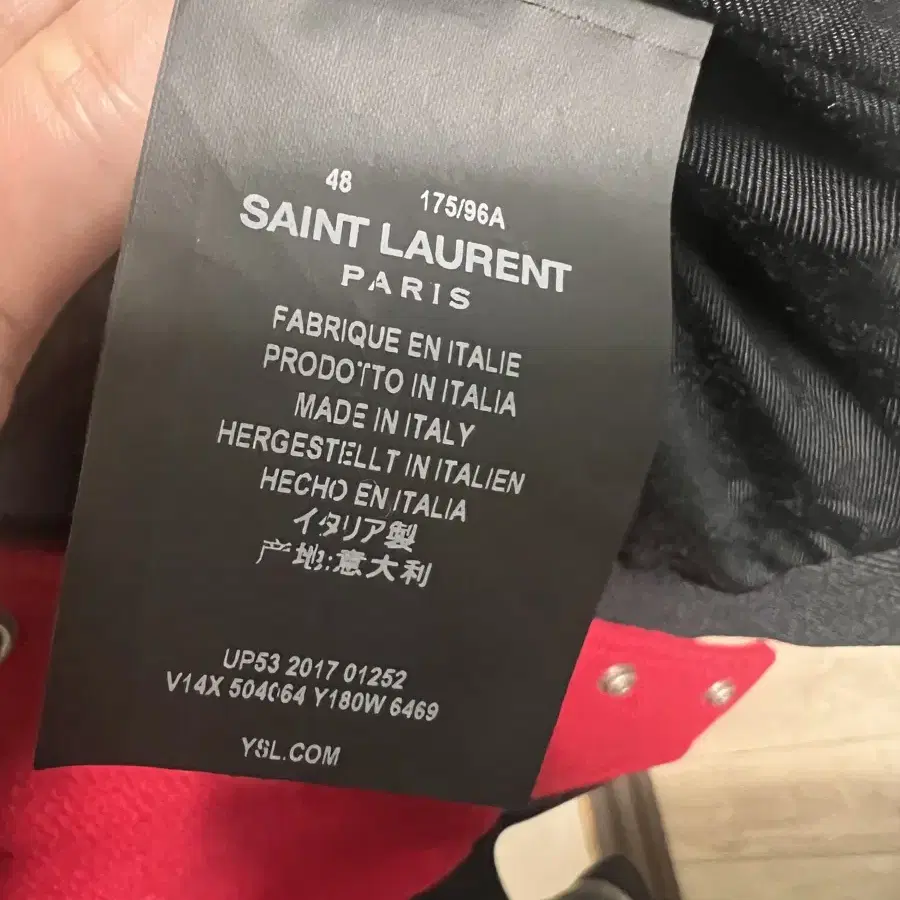 48 175/96A
SAINT LAURENT
PARIS
FABRIQUE EN ITALIE
PRODOTTO IN ITALIA
MADE IN ITALY
HERGESTELLT IN ITALIEN
HECHO EN ITALIA
イタリア製
产地:意大利
UP53 2017 01252
V14X 504064 Y180W 6469
YSL.COM